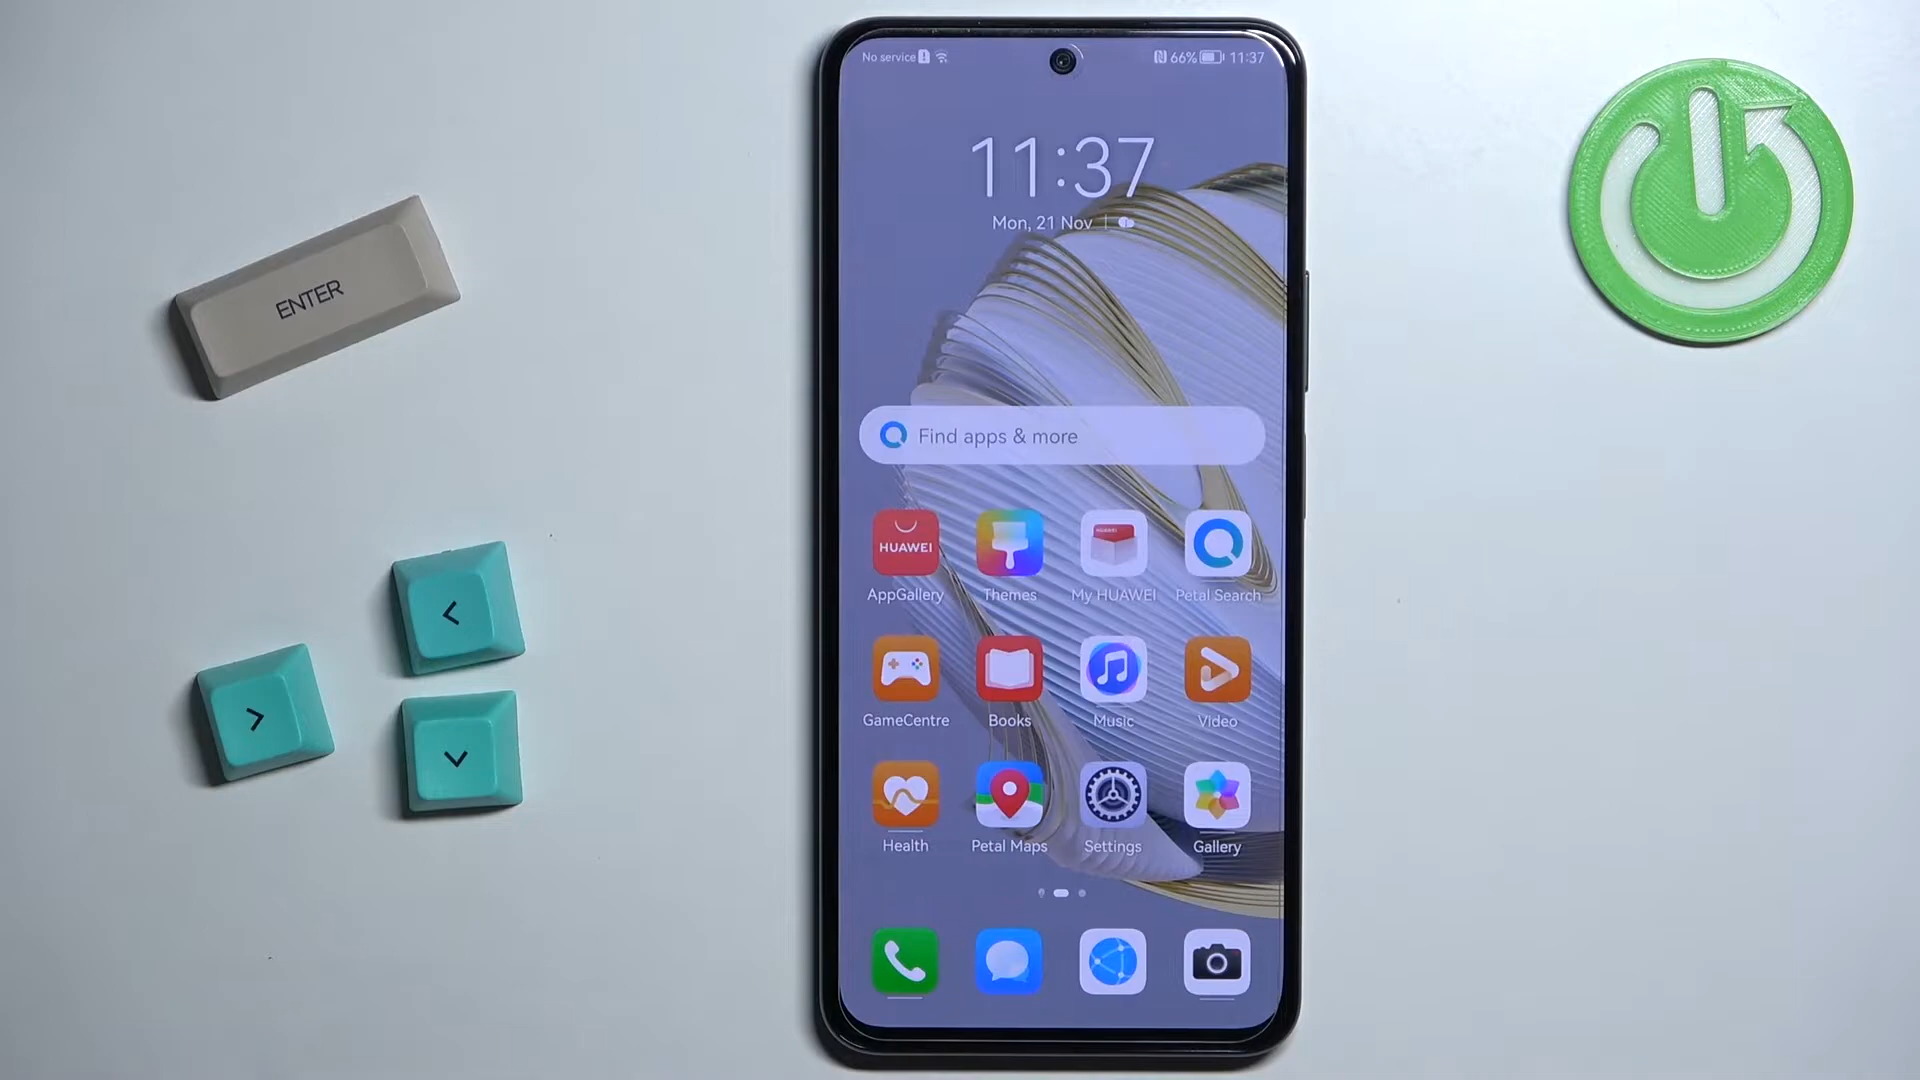 ENTER
<
>
No service
66% 11:37
11:37
Mon, 21 Nov
Find apps & more
HUAWEI
HUAWEI
AppGallery Themes My HUAWEI Petal Search
GameCentre Books Music Video
Health Petal Maps Settings Gallery